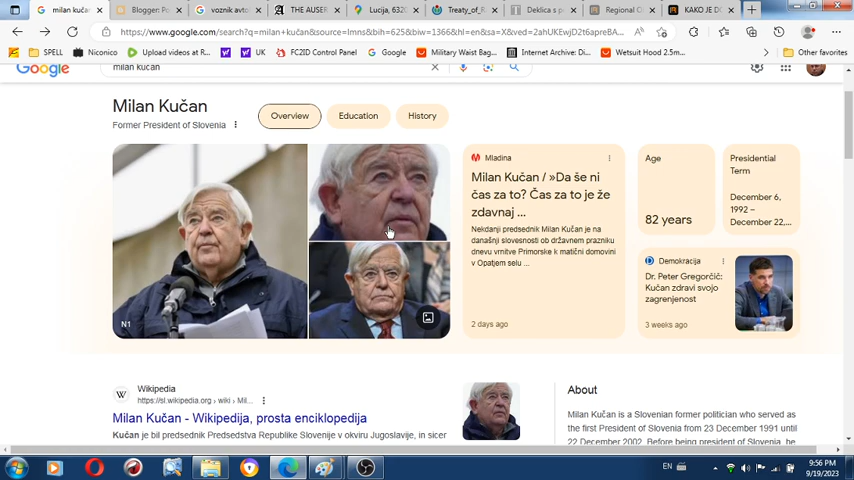 milan kučan
Blogger: Po
voznik avto
THE AUSER
Lucija, 6320
Treaty_of_R
Deklica s p
Regional O
KAKO JE DO
https://www.google.com/search?q=milan+kučan&source=lmns&bih=625&biw=1366&hl=en&sa=X&ved=2ahUKEwjD2t6apreBA...
SPELL
Niconico
Upload videos at R...
UK
FCZID Control Panel
Google
Military Waist Bag...
Internet Archive: Di...
Wetsuit Hood 2.5m...
Other favorites
Google
milan kučan
Milan Kučan
Former President of Slovenia
Overview
Education
History
N1
Mladina
Milan Kučan / »Da še ni
čas za to? Čas za to je že
zdavnaj ...
Nekdanji predsednik Milan Kučan je na
današnji slovesnosti ob državnem prazniku
dnevu vrnitve Primorske k matični domovini
v Opatjem selu ...
2 days ago
Age
82 years
Presidential
Term
December 6,
1992 –
December 22,...
Demokracija
Dr. Peter Gregorčič:
Kučan zdravi svojo
zagrenjenost
3 weeks ago
W
Wikipedia
https://sl.wikipedia.org › wiki › Mil...
Milan Kučan - Wikipedija, prosta enciklopedija
Kučan je bil predsednik Predsedstva Republike Slovenije v okviru Jugoslavije, in sicer
About
Milan Kučan is a Slovenian former politician who served as
the first President of Slovenia from 23 December 1991 until
22 December 2002. Before being president of Slovenia, he
EN
9:56 PM
9/19/2023